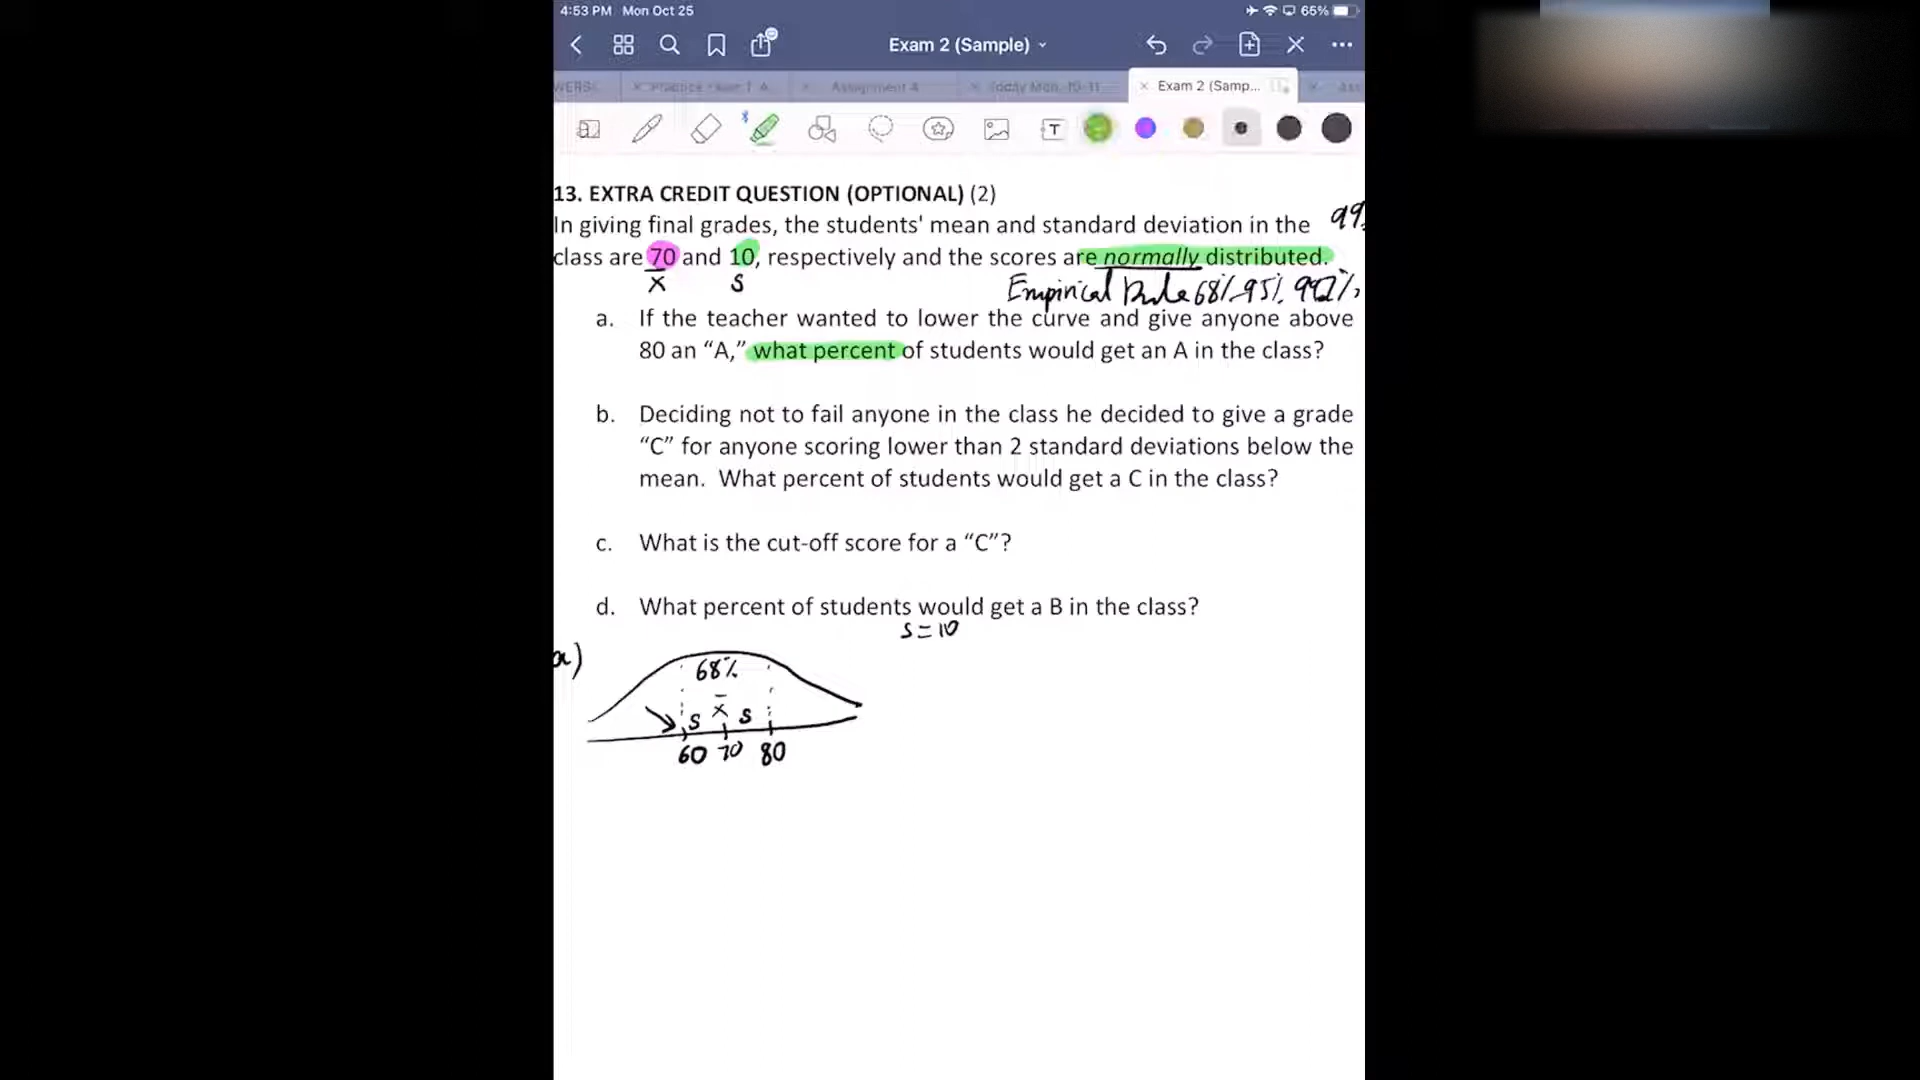 4:53 PM Mon Oct 25
65%
Exam 2 (Sample)
Assignment 4
Today Mon, 10-11
Exam 2 (Samp...
T
13. EXTRA CREDIT QUESTION (OPTIONAL) (2)
In giving final grades, the students' mean and standard deviation in the
class are 70 and 10, respectively and the scores are normally distributed.
x̄ S
Empirical Rule 68% 95%
a. If the teacher wanted to lower the curve and give anyone above
80 an “A,” what percent of students would get an A in the class?
b. Deciding not to fail anyone in the class he decided to give a grade
“C” for anyone scoring lower than 2 standard deviations below the
mean. What percent of students would get a C in the class?
c. What is the cut-off score for a “C”?
d. What percent of students would get a B in the class?
S=10
a)
68%
S x̄ S
60 70 80